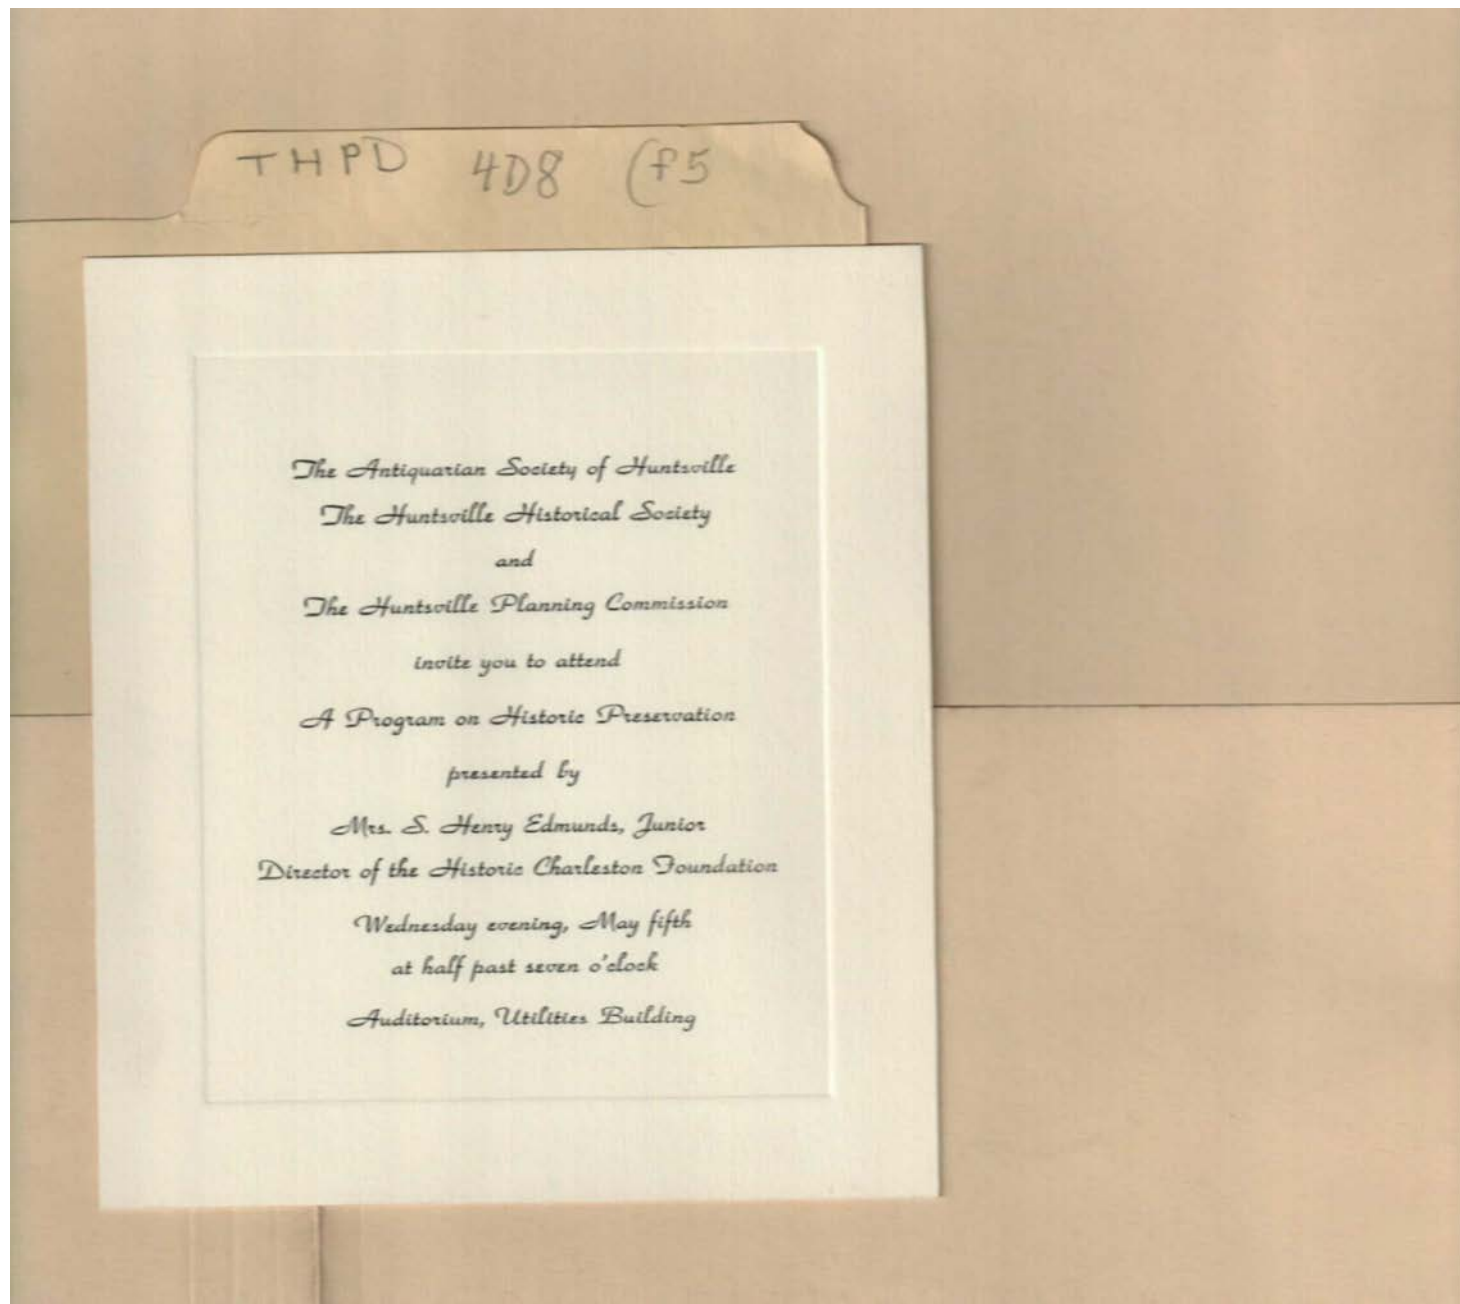 THPD 4D8 (f5
The Antiquarian Society of Huntsville
The Huntsville Historical Society
and
The Huntsville Planning Commission
invite you to attend
A Program on Historic Preservation
presented by
Mrs. S. Henry Edmunds, Junior
Director of the Historic Charleston Foundation
Wednesday evening, May fifth
at half past seven o'clock
Auditorium, Utilities Building